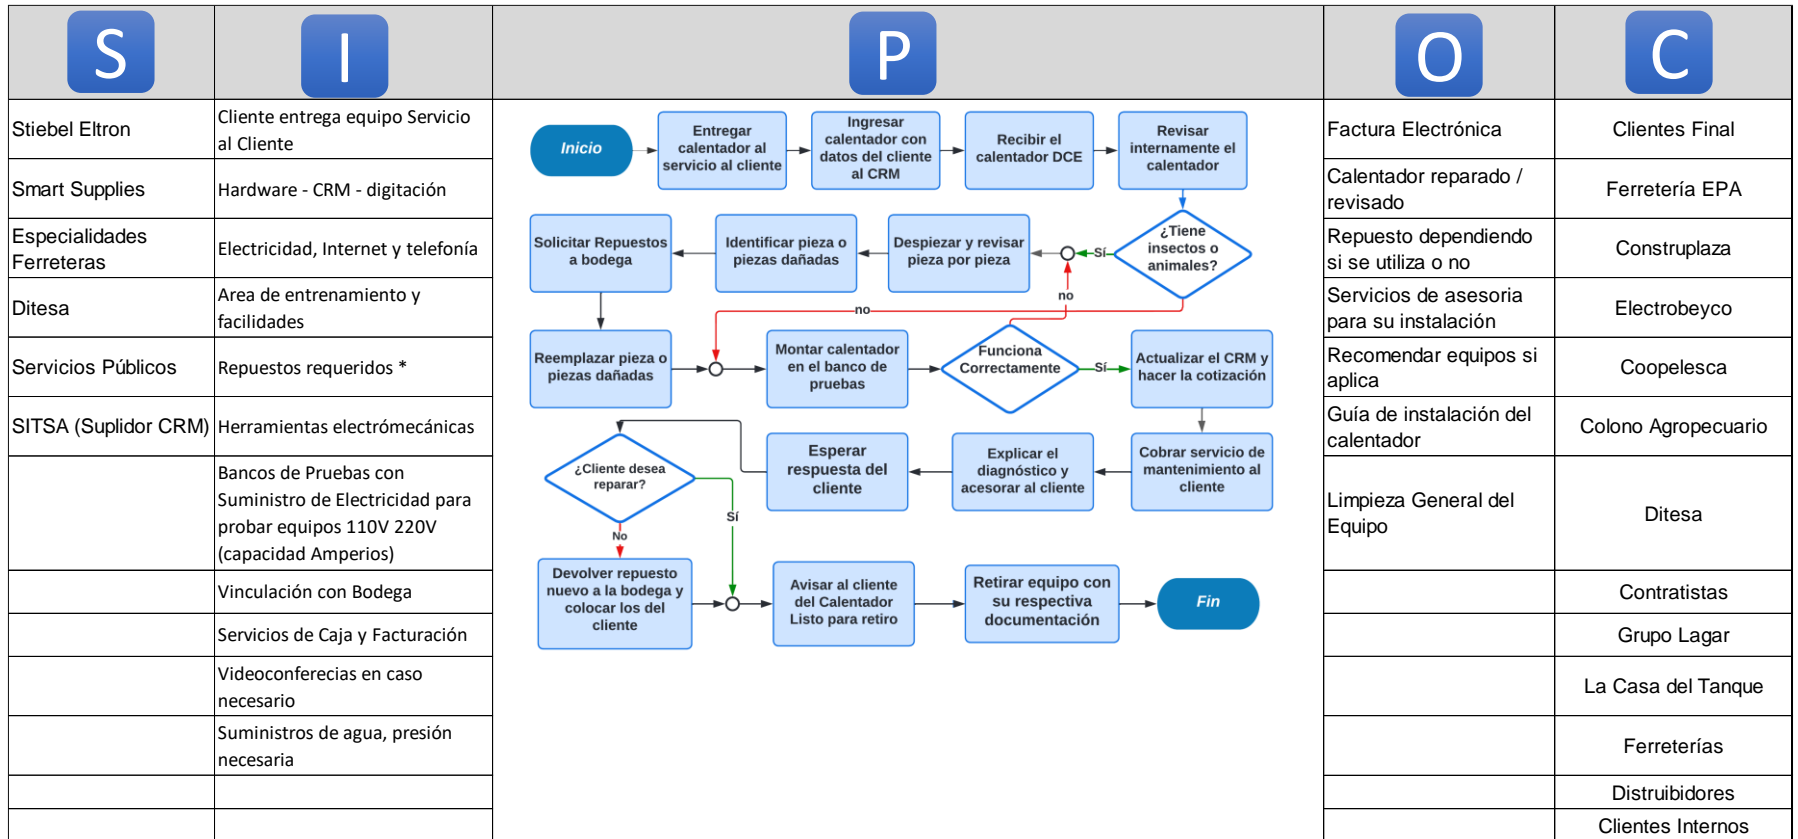 S
I
P
O
C
Stiebel Eltron
Smart Supplies
Especialidades
Ferreteras
Ditesa
Servicios Públicos
SITSA (Suplidor CRM)
Cliente entrega equipo Servicio
al Cliente
Hardware - CRM - digitación
Electricidad, Internet y telefonía
Area de entrenamiento y
facilidades
Repuestos requeridos *
Herramientas electrómecánicas
Bancos de Pruebas con
Suministro de Electricidad para
probar equipos 110V 220V
(capacidad Amperios)
Vinculación con Bodega
Servicios de Caja y Facturación
Videoconferecias en caso
necesario
Suministros de agua, presión
necesaria
Inicio
Entregar
calentador al
servicio al cliente
Ingresar
calentador con
datos del cliente
al CRM
Recibir el
calentador DCE
Revisar
internamente el
calentador
¿Tiene
insectos o
animales?
Sí
no
Despiezar y revisar
pieza por pieza
Identificar pieza o
piezas dañadas
Solicitar Repuestos
a bodega
Reemplazar pieza o
piezas dañadas
Montar calentador
en el banco de
pruebas
Funciona
Correctamente
no
Sí
Actualizar el CRM y
hacer la cotización
Cobrar servicio de
mantenimiento al
cliente
Explicar el
diagnóstico y
acesorar al cliente
Esperar
respuesta del
cliente
¿Cliente desea
reparar?
Sí
No
Devolver repuesto
nuevo a la bodega y
colocar los del
cliente
Avisar al cliente
del Calentador
Listo para retiro
Retirar equipo con
su respectiva
documentación
Fin
Factura Electrónica
Calentador reparado /
revisado
Repuesto dependiendo
si se utiliza o no
Servicios de asesoria
para su instalación
Recomendar equipos si
aplica
Guía de instalación del
calentador
Limpieza General del
Equipo
Clientes Final
Ferretería EPA
Construplaza
Electrobeyco
Coopelesca
Colono Agropecuario
Ditesa
Contratistas
Grupo Lagar
La Casa del Tanque
Ferreterías
Distruibidores
Clientes Internos